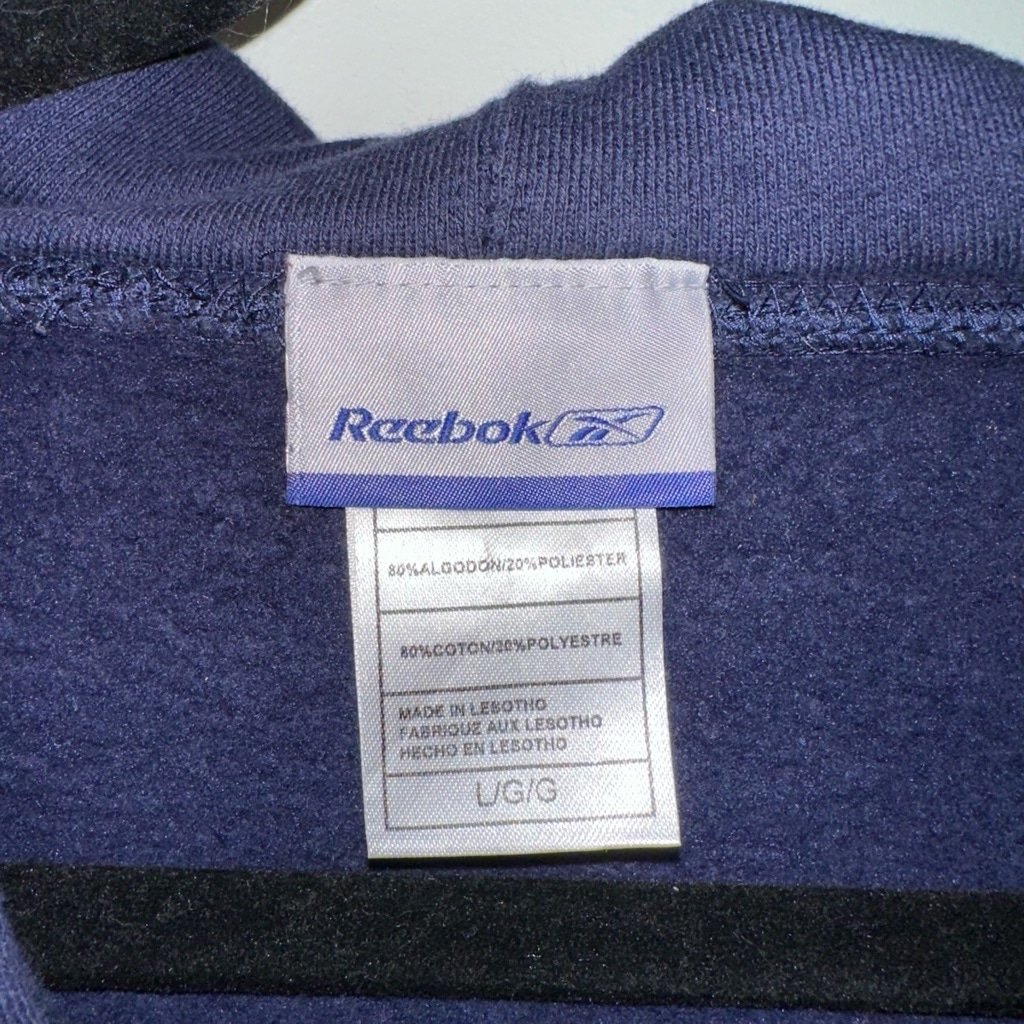 Reebok
80%ALGODON/20%POLIESTER
80%COTON/20%POLYESTRE
MADE IN LESOTHO
FABRIQUE AUX LESOTHO
HECHO EN LESOTHO
L/G/G